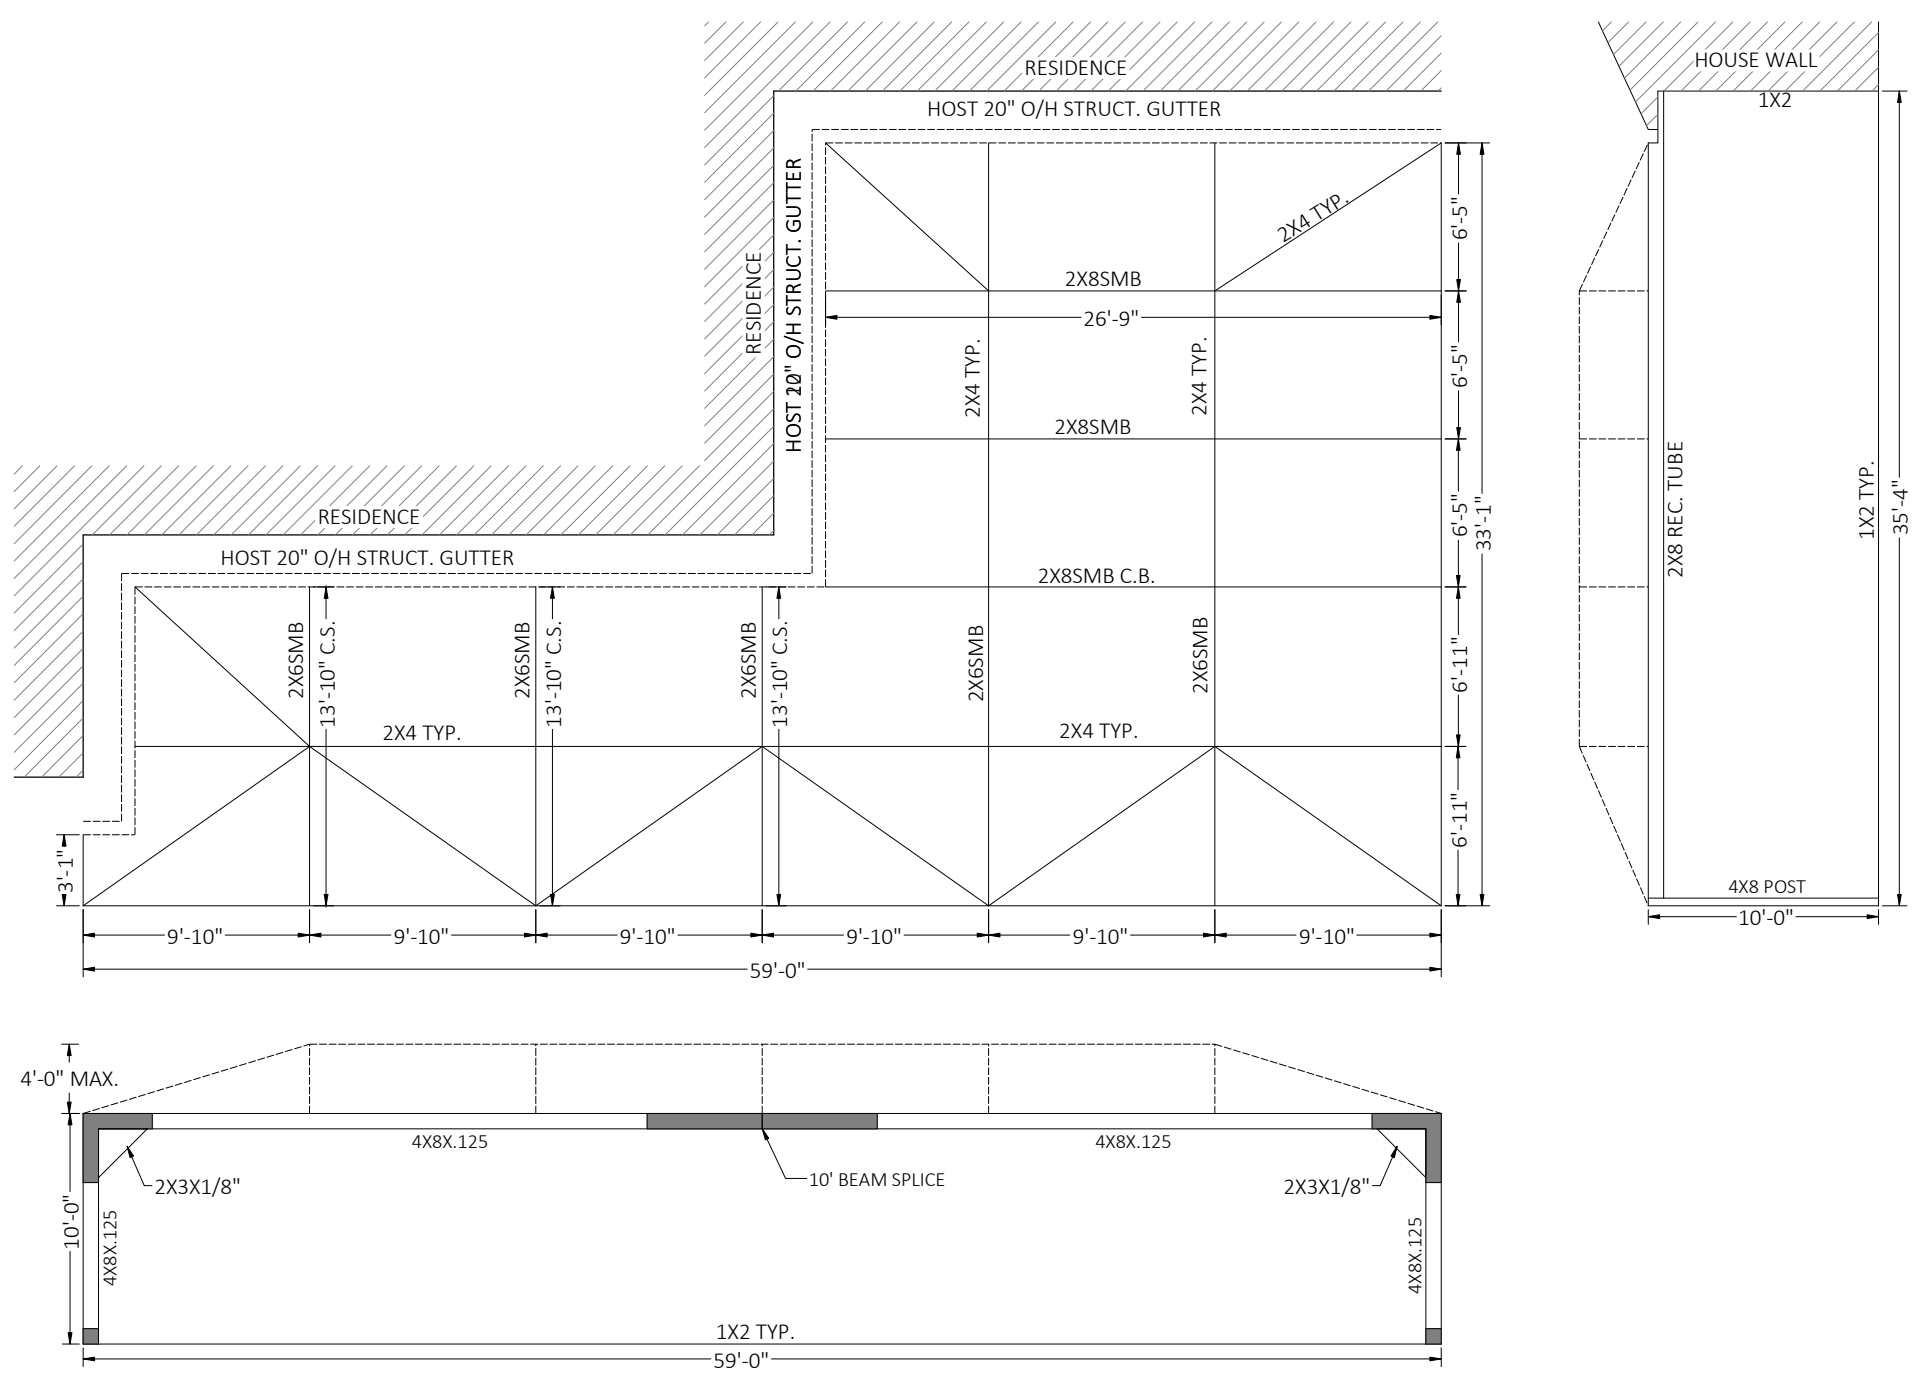 RESIDENCE
HOST 20" O/H STRUCT. GUTTER
HOUSE WALL
1X2
RESIDENCE
HOST 20" O/H STRUCT. GUTTER
2X4 TYP.
6'-5"
2X8SMB
26'-9"
2X4 TYP.
2X4 TYP.
6'-5"
2X8SMB
6'-5"
33'-1"
2X8 REC. TUBE
1X2 TYP.
35'-4"
RESIDENCE
HOST 20" O/H STRUCT. GUTTER
2X8SMB C.B.
2X6SMB
13'-10" C.S.
2X6SMB
13'-10" C.S.
2X6SMB
13'-10" C.S.
2X6SMB
2X6SMB
6'-11"
2X4 TYP.
2X4 TYP.
6'-11"
3'-1"
4X8 POST
10'-0"
9'-10"
9'-10"
9'-10"
9'-10"
9'-10"
9'-10"
59'-0"
4'-0" MAX.
4X8X.125
4X8X.125
10' BEAM SPLICE
2X3X1/8"
2X3X1/8"
10'-0"
4X8X.125
4X8X.125
1X2 TYP.
59'-0"